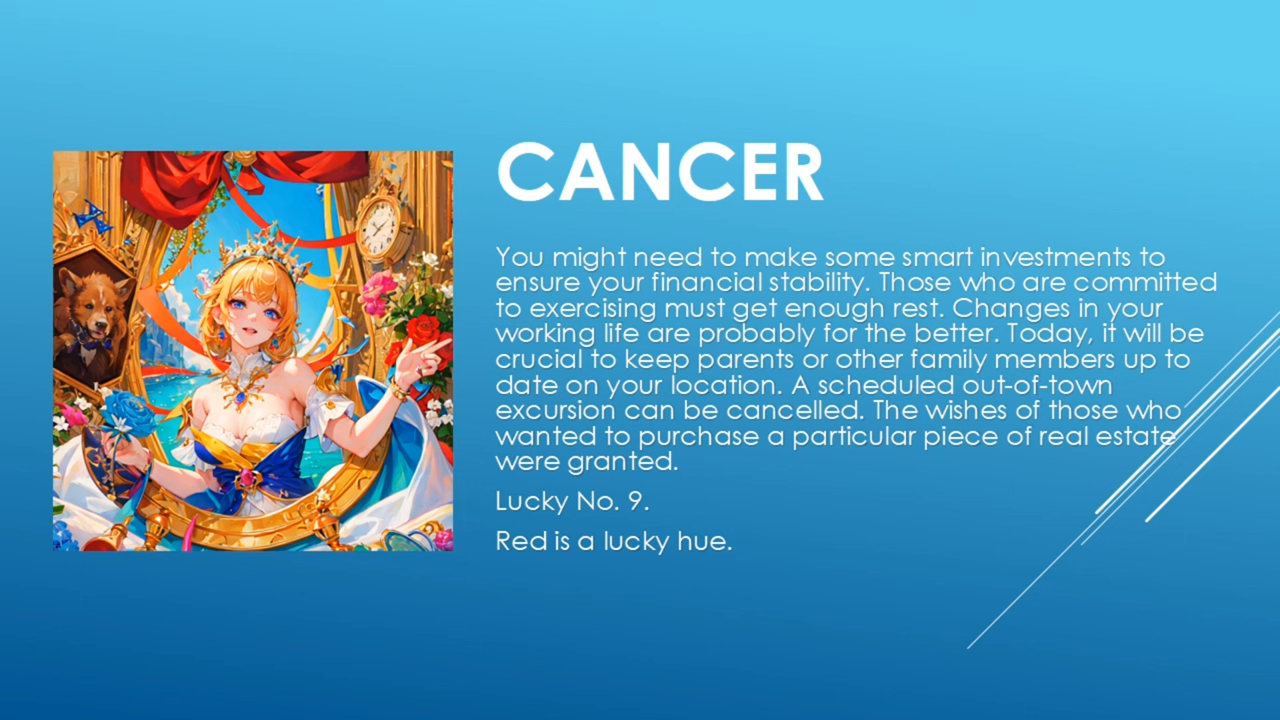 CANCER
You might need to make some smart investments to
ensure your financial stability. Those who are committed
to exercising must get enough rest. Changes in your
working life are probably for the better. Today, it will be
crucial to keep parents or other family members up to
date on your location. A scheduled out-of-town
excursion can be cancelled. The wishes of those who
wanted to purchase a particular piece of real estate
were granted.
Lucky No. 9.
Red is a lucky hue.